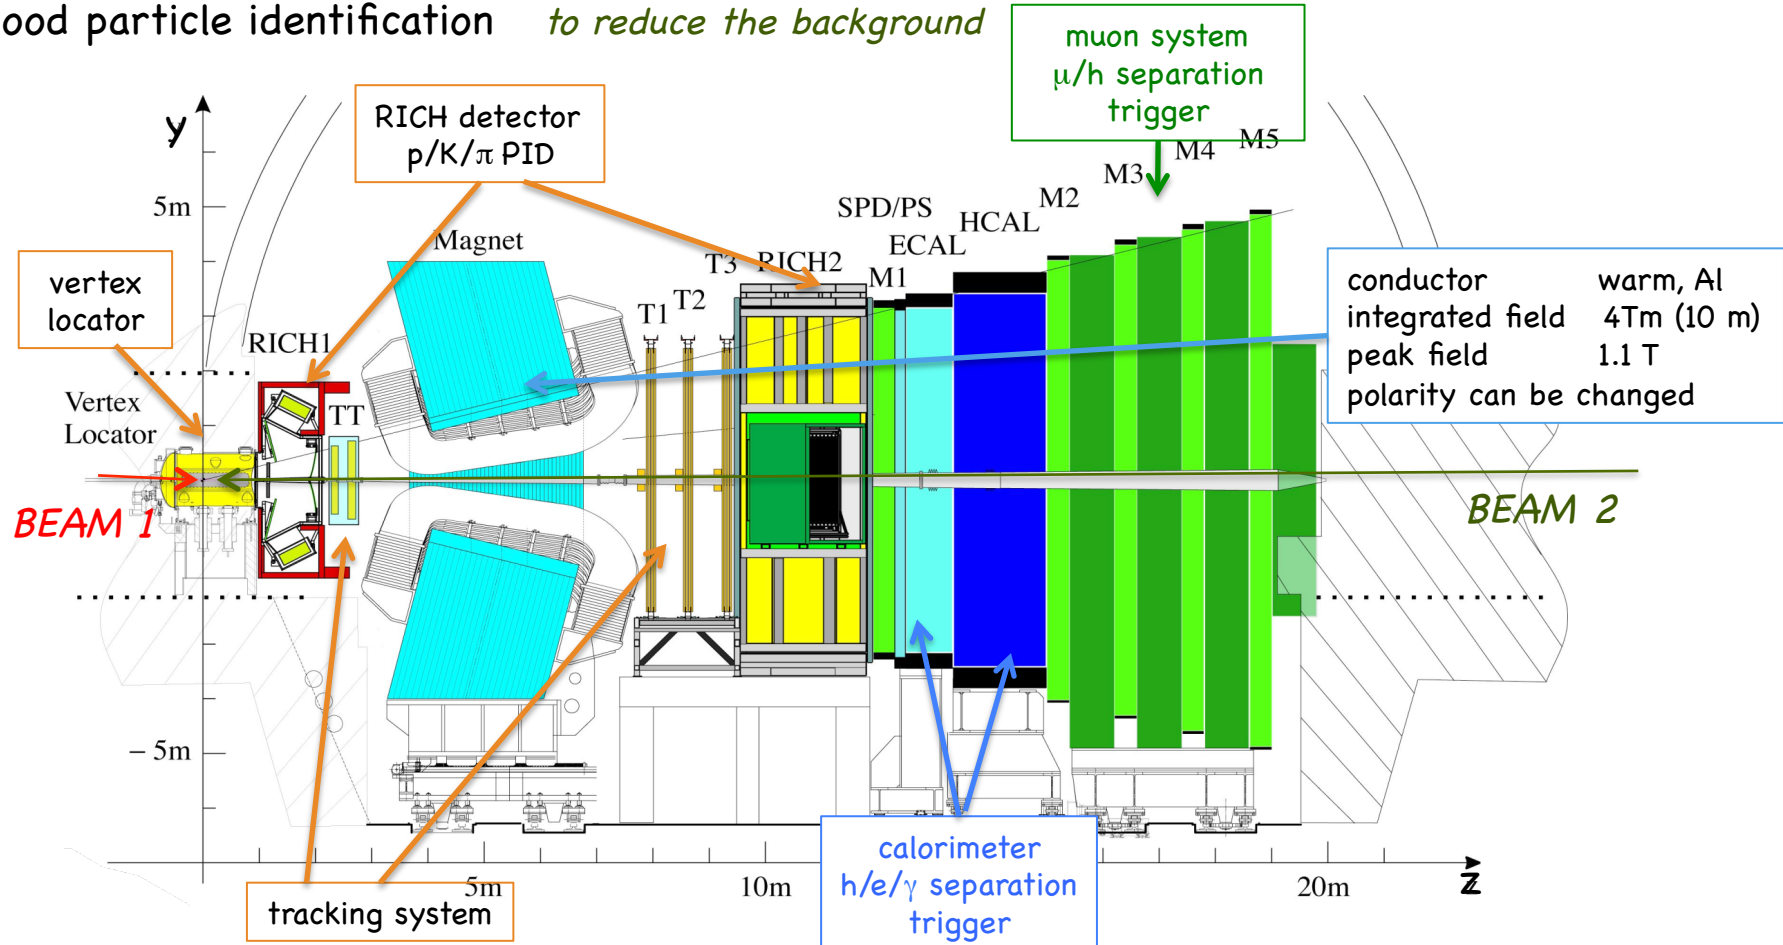 ood particle identification to reduce the background
muon system
μ/h separation
trigger
RICH detector
p/K/π PID
y
5m
vertex
locator
Vertex
Locator
RICH1
TT
Magnet
T1
T2
T3
RICH2
M1
SPD/PS
ECAL
HCAL
M2
M3
M4
M5
conductor warm, Al
integrated field 4Tm (10 m)
peak field 1.1 T
polarity can be changed
BEAM 1
BEAM 2
– 5m
5m
10m
20m
z
tracking system
calorimeter
h/e/γ separation
trigger